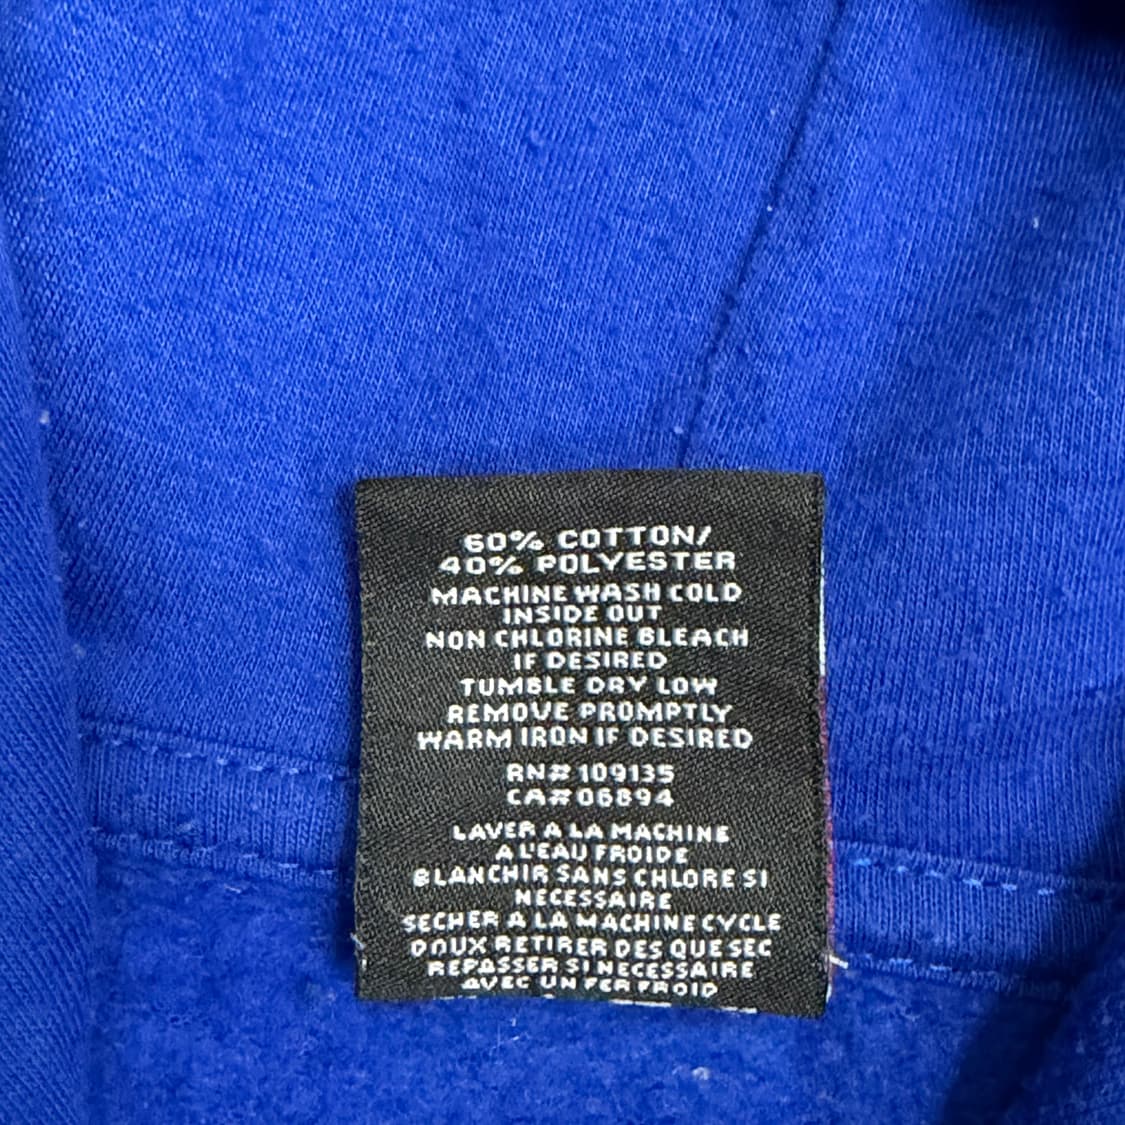 60% COTTON/
40% POLYESTER
MACHINE WASH COLD
INSIDE OUT
NON CHLORINE BLEACH
IF DESIRED
TUMBLE DRY LOW
REMOVE PROMPTLY
WARM IRON IF DESIRED
RN# 109135
CA# 06894
LAVER A LA MACHINE
A L'EAU FROIDE
BLANCHIR SANS CHLORE SI
NECESSAIRE
SECHER A LA MACHINE CYCLE
DOUX RETIRER DES QUE SEC
REPASSER SI NECESSAIRE
AVEC UN FER FROID